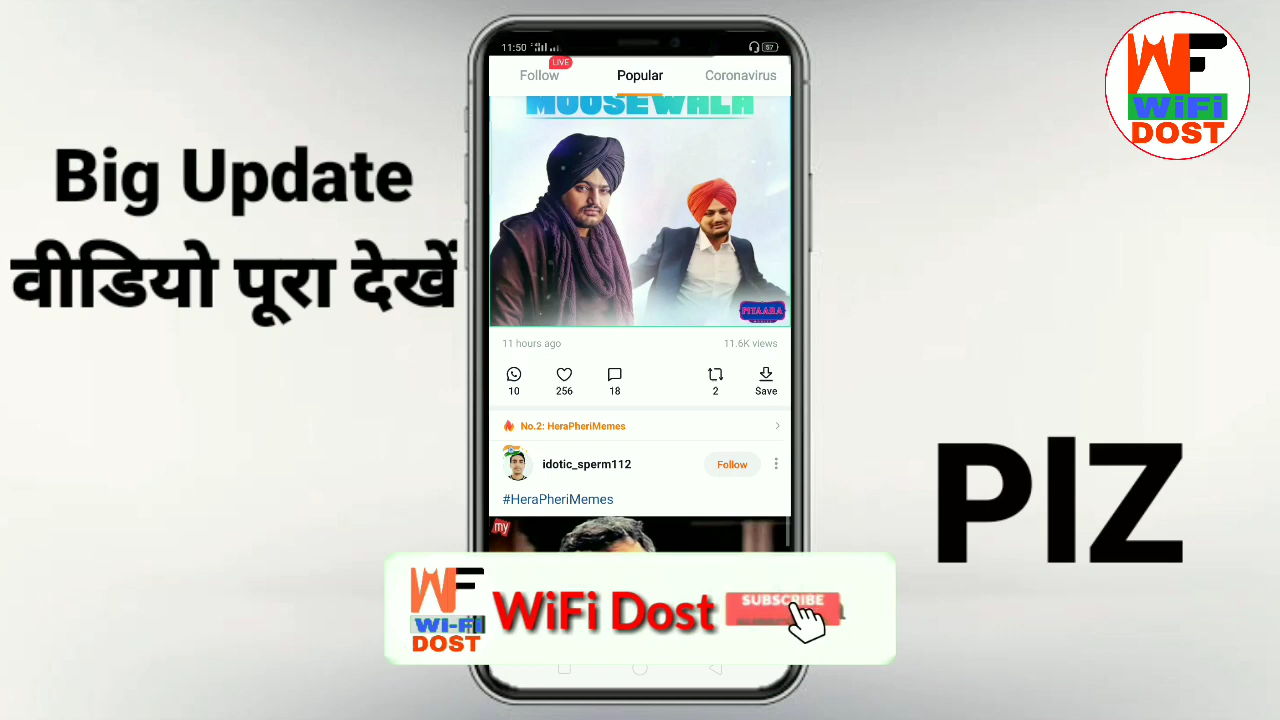 Big Update
वीडियो पूरा देखें
PlZ
WF
WiFi
DOST
11:50
57
LIVE
Follow
Popular
Coronavirus
MOOSEWALA
PIYAARA
11 hours ago
11.6K views
10
256
18
2
Save
No.2: HeraPheriMemes
idotic_sperm112
Follow
#HeraPheriMemes
my
WF
WI-FI
DOST
WiFi Dost
SUBSCRIBE